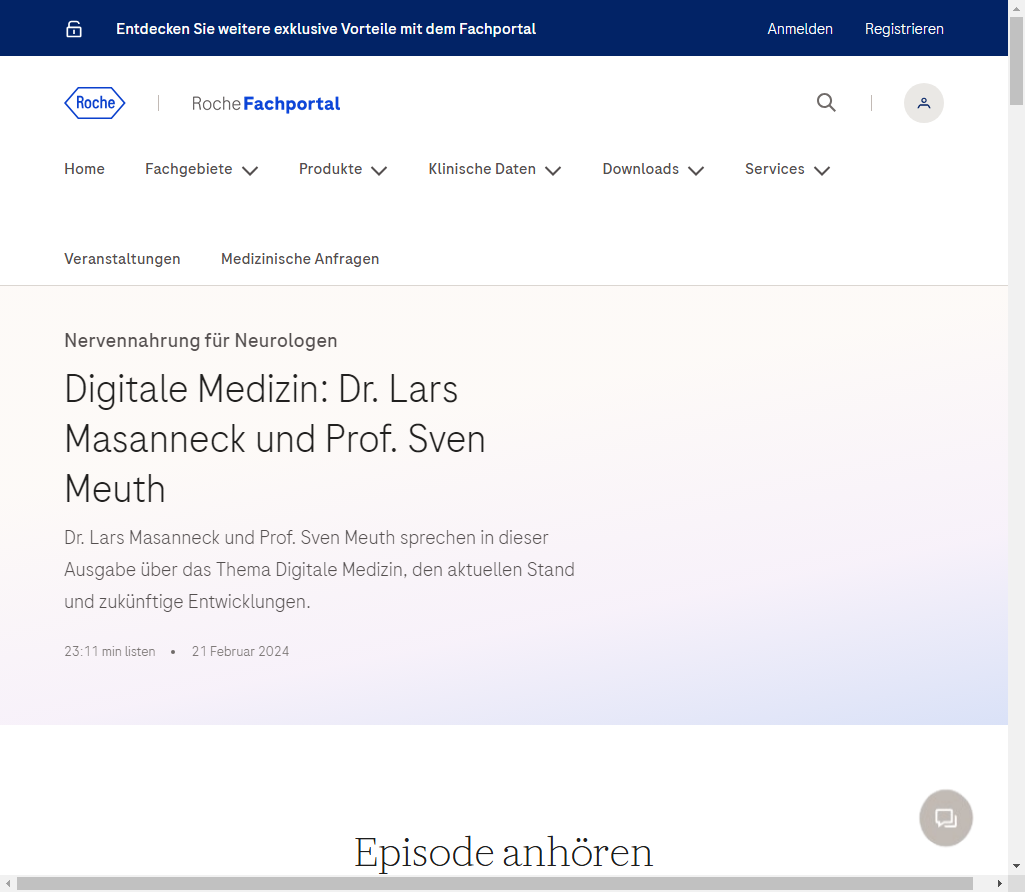 Entdecken Sie weitere exklusive Vorteile mit dem Fachportal
Anmelden
Registrieren
Roche
Roche Fachportal
Home
Fachgebiete
Produkte
Klinische Daten
Downloads
Services
Veranstaltungen
Medizinische Anfragen
Nervennahrung für Neurologen
Digitale Medizin: Dr. Lars
Masanneck und Prof. Sven
Meuth
Dr. Lars Masanneck und Prof. Sven Meuth sprechen in dieser
Ausgabe über das Thema Digitale Medizin, den aktuellen Stand
und zukünftige Entwicklungen.
23:11 min listen • 21 Februar 2024
Episode anhören